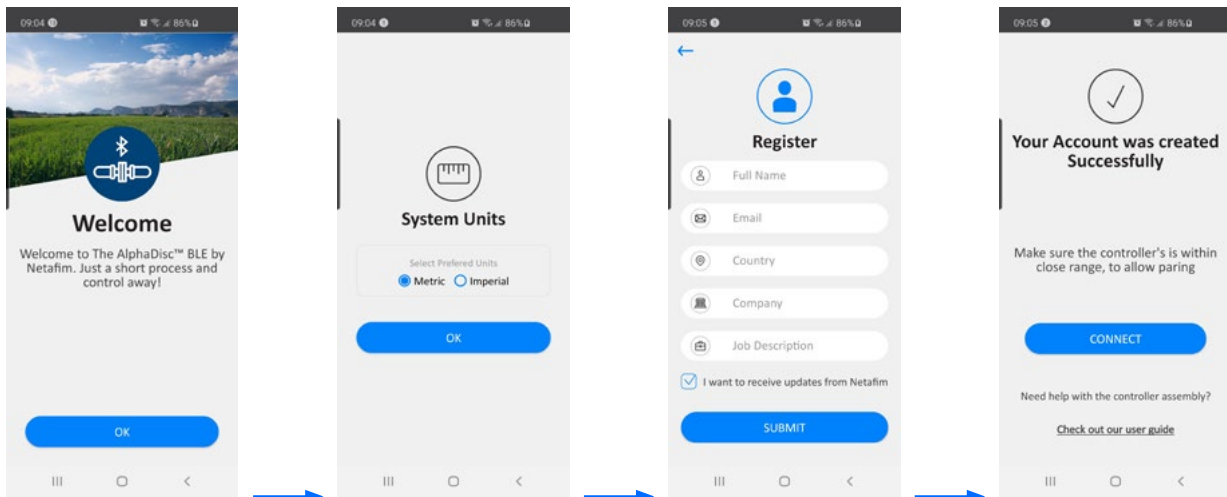 09:04
86%
Welcome
Welcome to The AlphaDisc™ BLE by
Netafim. Just a short process and
control away!
OK
09:04
86%
System Units
Select Prefered Units
Metric
Imperial
OK
09:05
86%
Register
Full Name
Email
Country
Company
Job Description
I want to receive updates from Netafim
SUBMIT
09:05
86%
Your Account was created
Successfully
Make sure the controller's is within
close range, to allow paring
CONNECT
Need help with the controller assembly?
Check out our user guide